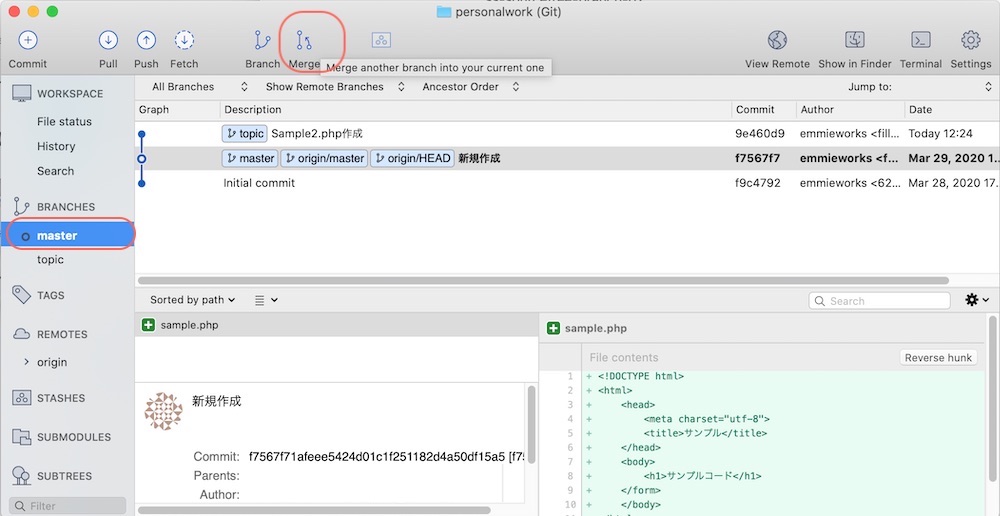 personalwork (Git)
Commit Pull Push Fetch Branch Merge View Remote Show in Finder Terminal Settings
Merge another branch into your current one
WORKSPACE
File status
History
Search
BRANCHES
master
topic
TAGS
REMOTES
origin
STASHES
SUBMODULES
SUBTREES
Filter
All Branches Show Remote Branches Ancestor Order Jump to:
Graph Description Commit Author Date
topic Sample2.php作成 9e460d9 emmieworks <fill... Today 12:24
master origin/master origin/HEAD 新規作成 f7567f7 emmieworks <f... Mar 29, 2020 1...
Initial commit f9c4792 emmieworks <62... Mar 28, 2020 17...
Sorted by path Search
sample.php
新規作成
Commit: f7567f71afeee5424d01c1f251182d4a50df15a5 [f75
Parents:
Author:
sample.php
File contents Reverse hunk
1 + <!DOCTYPE html>
2 + <html>
3 + <head>
4 + <meta charset="utf-8">
5 + <title>サンプル</title>
6 + </head>
7 + <body>
8 + <h1>サンプルコード</h1>
9 + </form>
10 + </body>